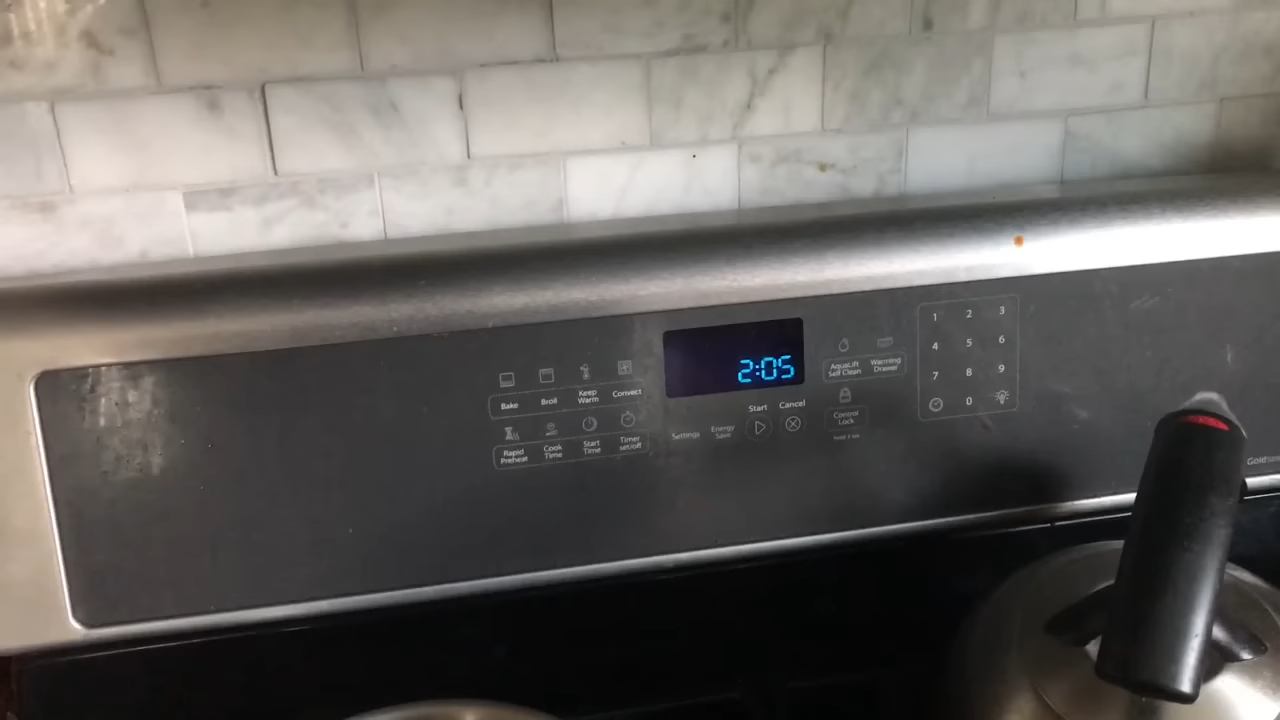 2:05
Bake
Broil
Keep
Warm
Convect
Rapid
Preheat
Cook
Time
Start
Time
Timer
set/off
Settings
Energy
Save
Start
Cancel
AquaLift
Self Clean
Warming
Drawer
Control
Lock
1 2 3
4 5 6
7 8 9
0